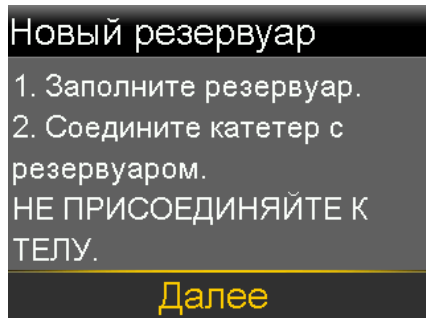 Новый резервуар
1. Заполните резервуар.
2. Соедините катетер с
резервуаром.
НЕ ПРИСОЕДИНЯЙТЕ К
ТЕЛУ.
Далее